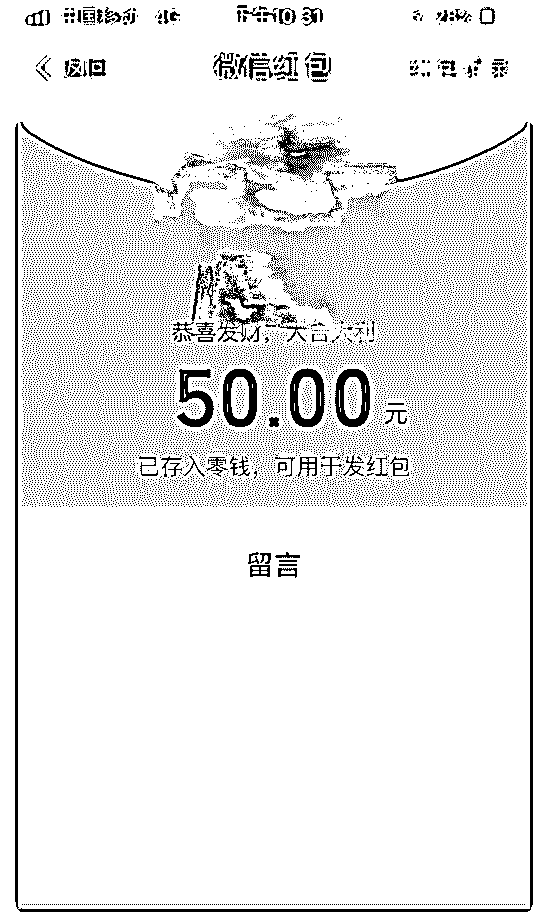 中国移动 4G 下午10:31
返回 微信红包 红包记录
恭喜发财，大吉大利
50.00 元
已存入零钱，可用于发红包
留言